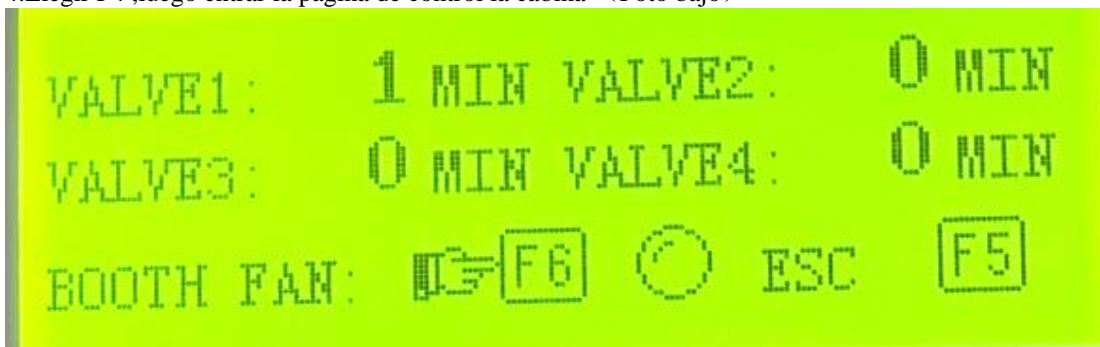 VALVE1: 1 MIN VALVE2: 0 MIN
VALVE3: 0 MIN VALVE4: 0 MIN
BOOTH FAN: F6 ESC F5